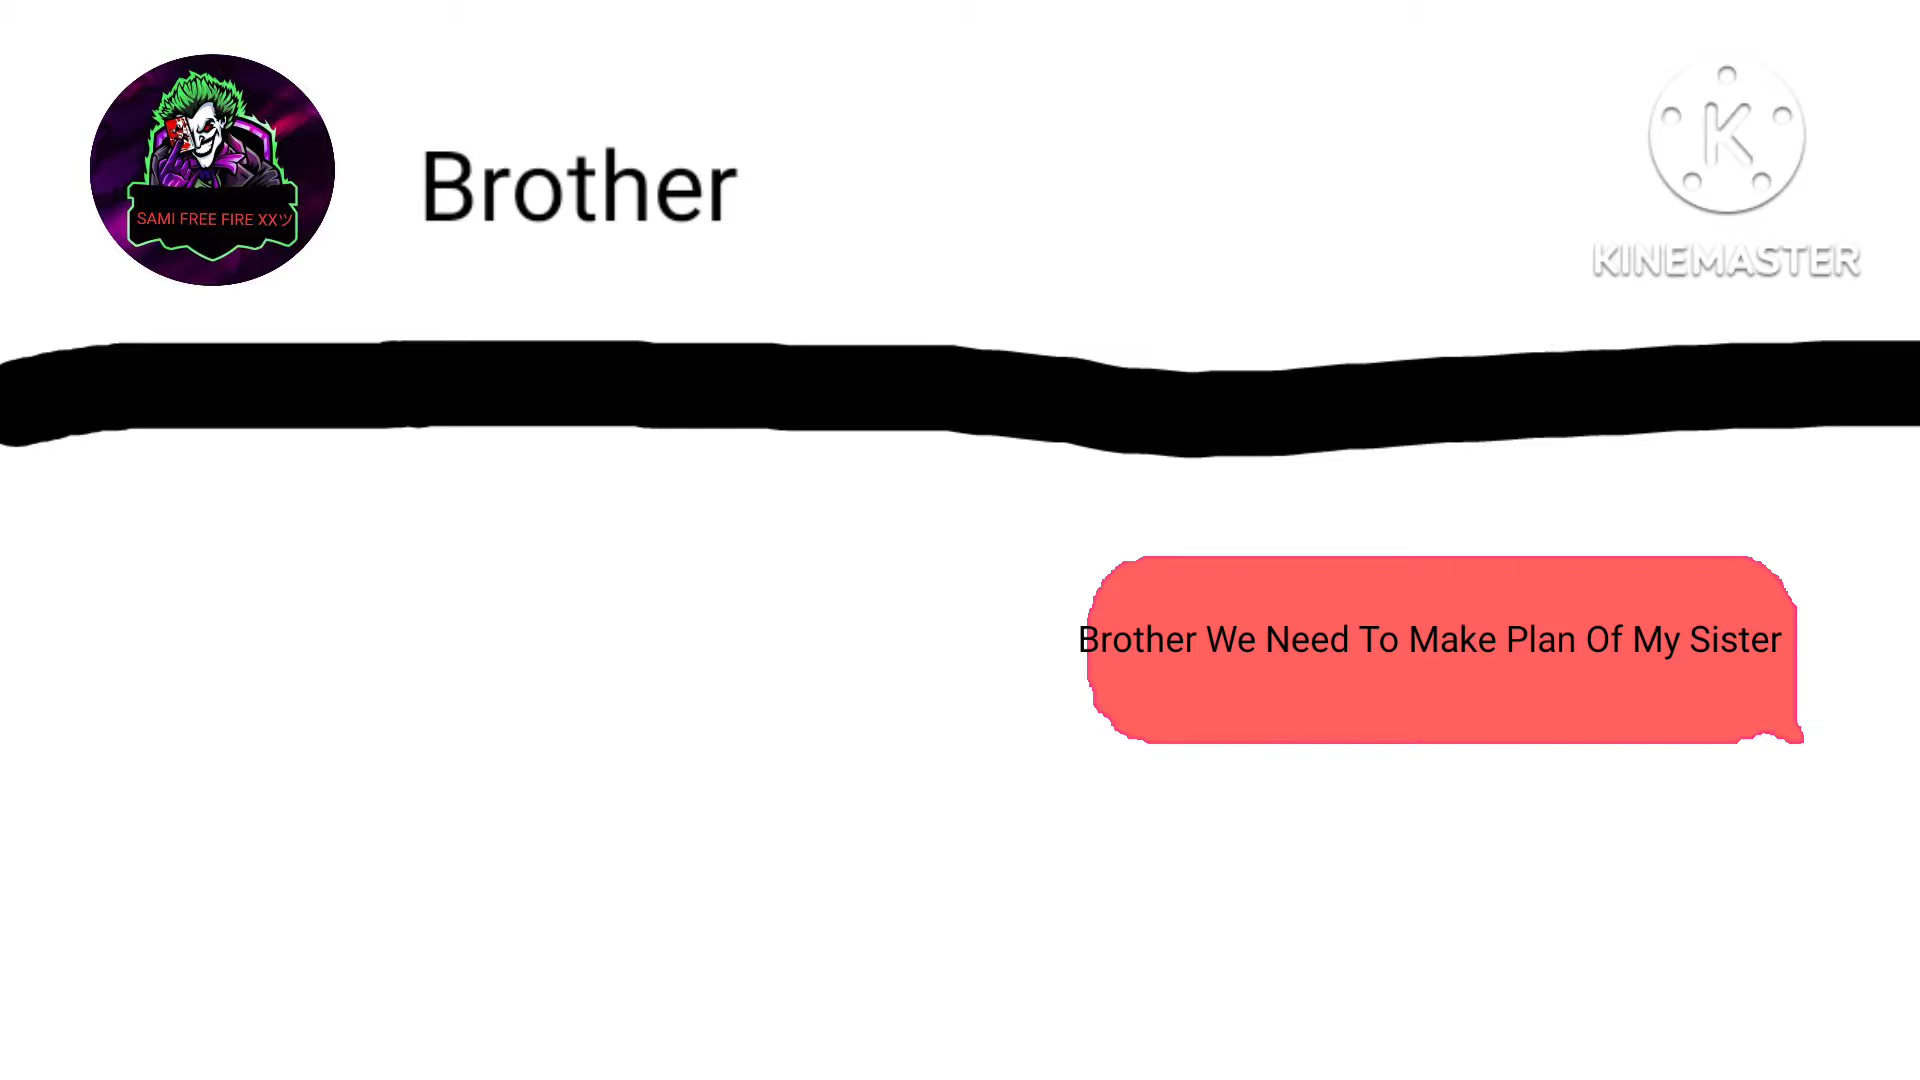 SAMI FREE FIRE XXツ
Brother
KINEMASTER
Brother We Need To Make Plan Of My Sister